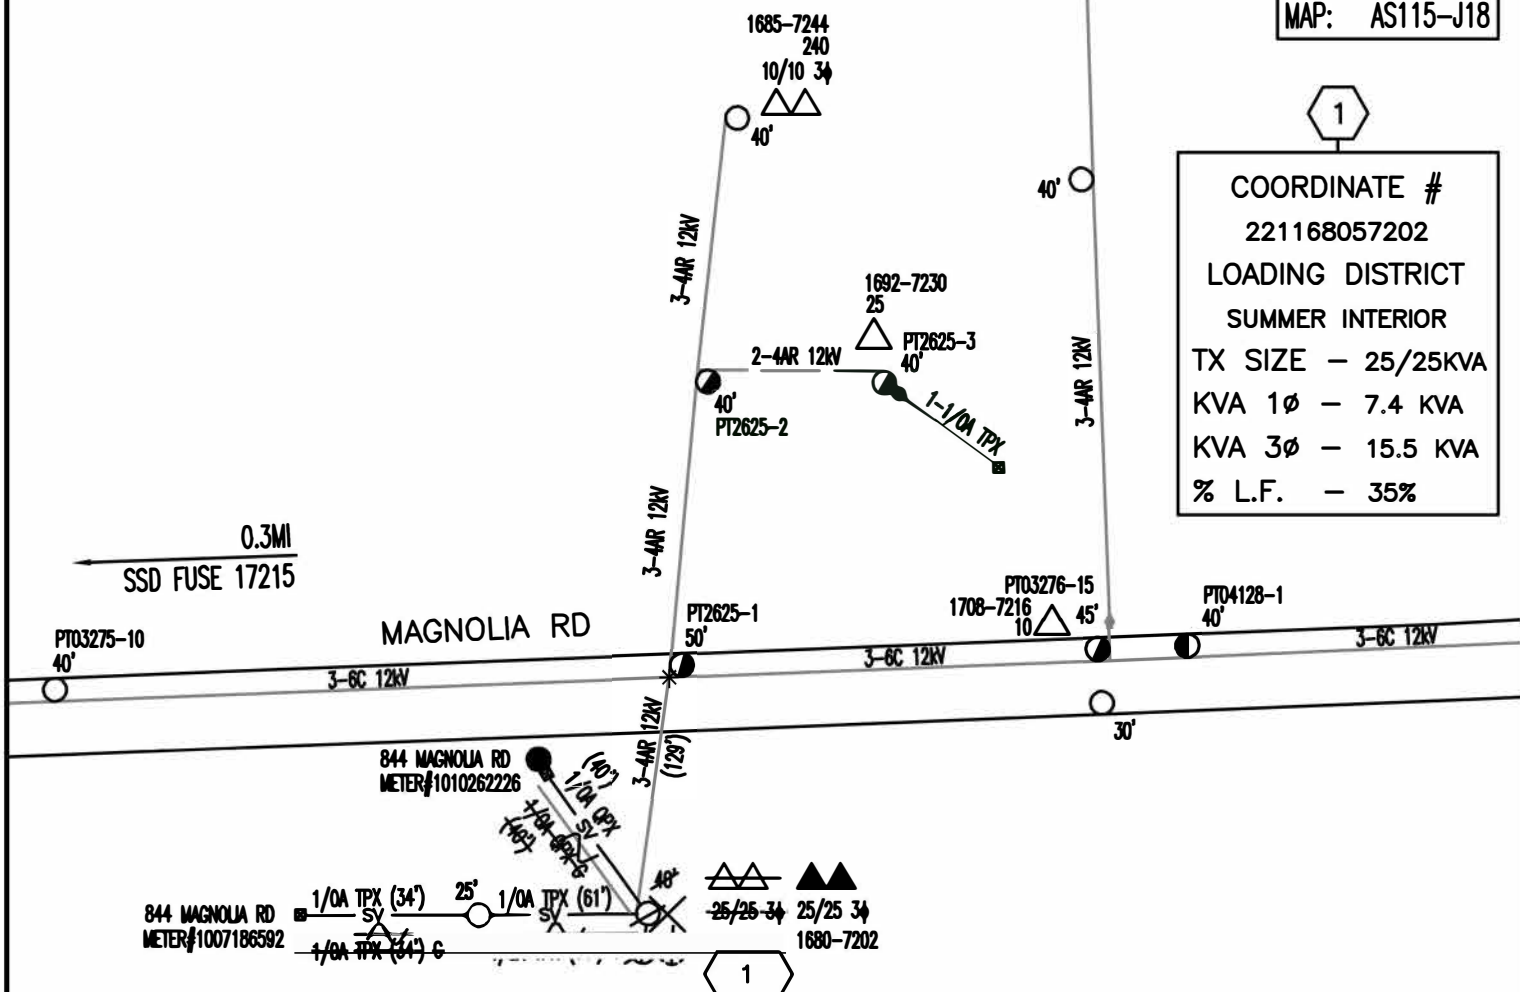 MAP: AS115-J18
1685-7244
240
10/10 3ϕ
40'
1
COORDINATE #
221168057202
LOADING DISTRICT
SUMMER INTERIOR
TX SIZE – 25/25KVA
KVA 1ø – 7.4 KVA
KVA 3ø – 15.5 KVA
% L.F. – 35%
40'
3-4AR 12kV
1692-7230
25
PT2625-3
40'
2-4AR 12kV
40'
PT2625-2
1-1/0A TPX
3-4AR 12kV
3-4AR 12kV
0.3MI
SSD FUSE 17215
MAGNOLIA RD
PT2625-1
50'
PT03276-15
1708-7216
10
45'
PT04128-1
40'
PT03275-10
40'
3-6C 12kV
3-6C 12kV
3-6C 12kV
30'
3-4AR 12kV
(129')
844 MAGNOLIA RD
METER#1010262226
(40')
1/0A QPX
SV
1/0A QPX G
(40')
844 MAGNOLIA RD
METER#1007186592
1/0A TPX (34')
SV
25'
1/0A TPX (61')
SV
1/0A TPX (34') G
40'
25/25 3ϕ
25/25 3ϕ
1680-7202
1